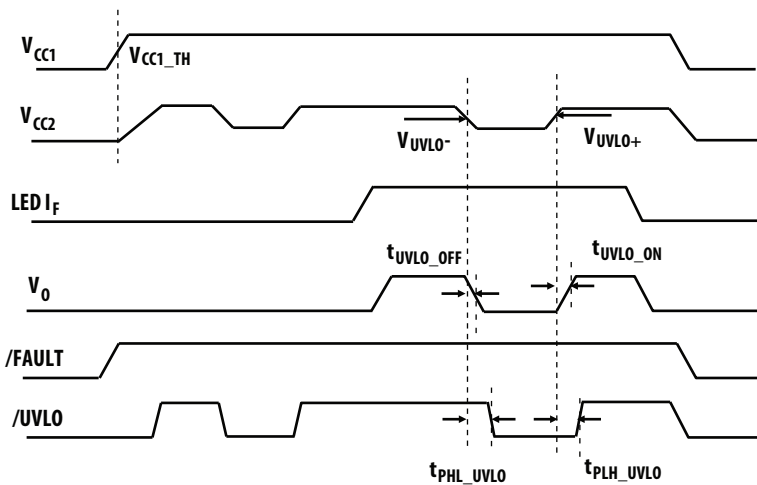 VCC1
VCC1_TH
VCC2
VUVLO-
VUVLO+
LED IF
tUVLO_OFF
tUVLO_ON
VO
/FAULT
/UVLO
tPHL_UVLO
tPLH_UVLO